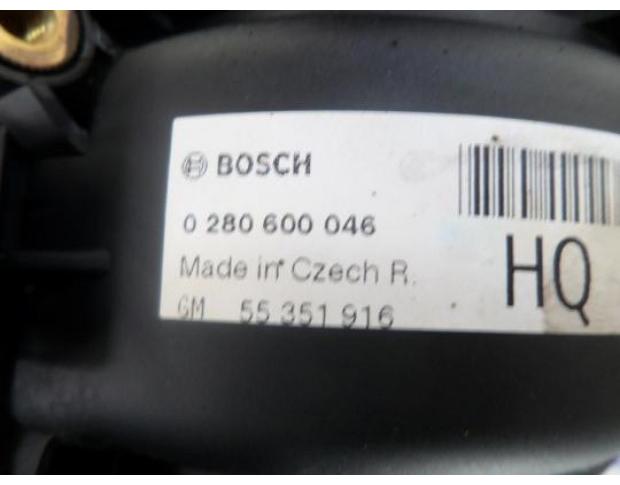 BOSCH
0 280 600 046
Made in Czech R.
GM 55 351 916
HQ